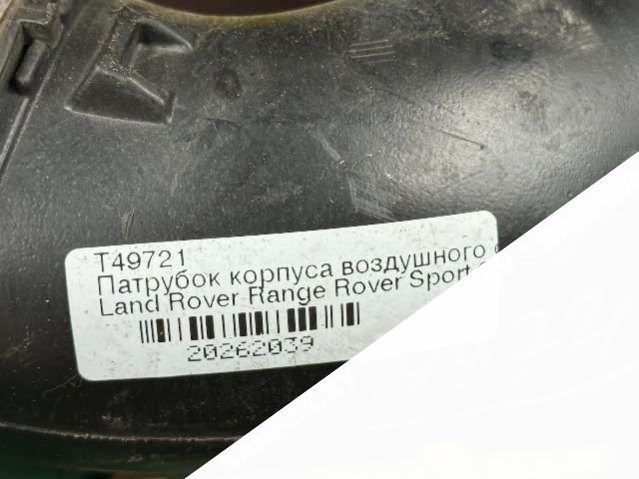 T49721
Патрубок корпуса воздушного
Land Rover Range Rover Sport
20262039